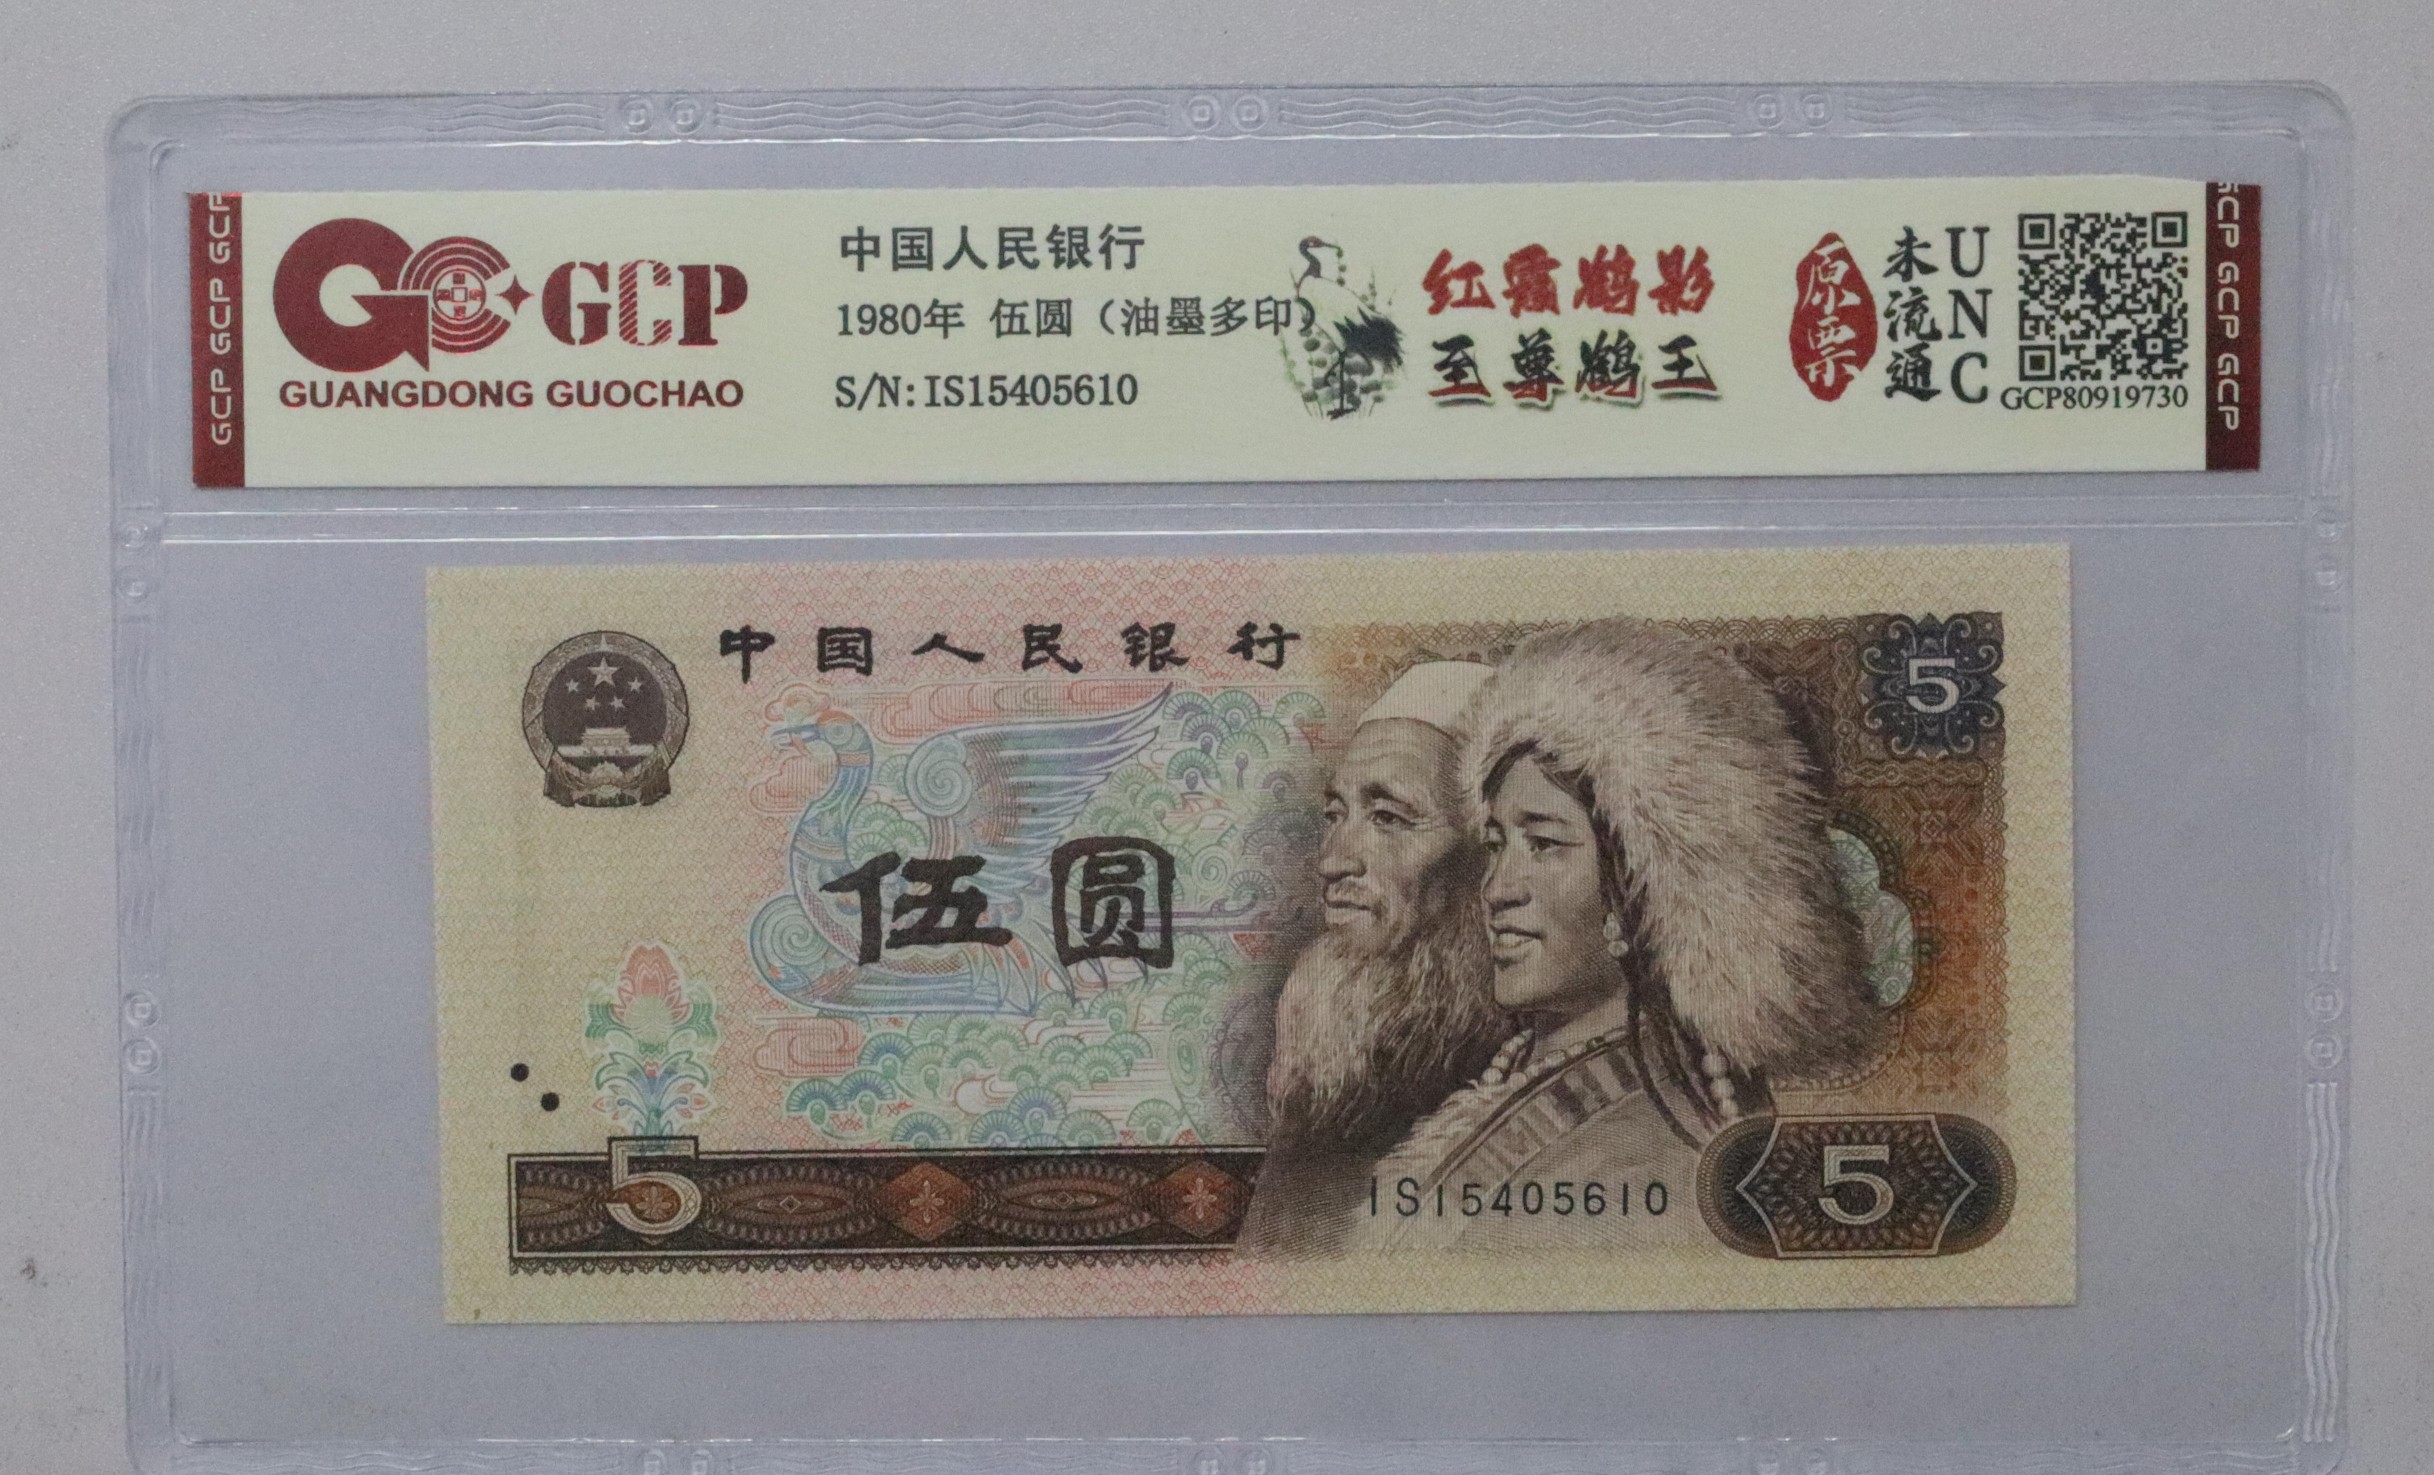 GCP GCP GCP
GCP
GUANGDONG GUOCHAO
中国人民银行
1980年 伍圆（油墨多印）
S/N:IS15405610
红霞鹤影
至尊鹤王
原票
未流通
UNC
GCP80919730
GCP GCP GCP
中国人民银行
5
伍圆
5
IS15405610
5